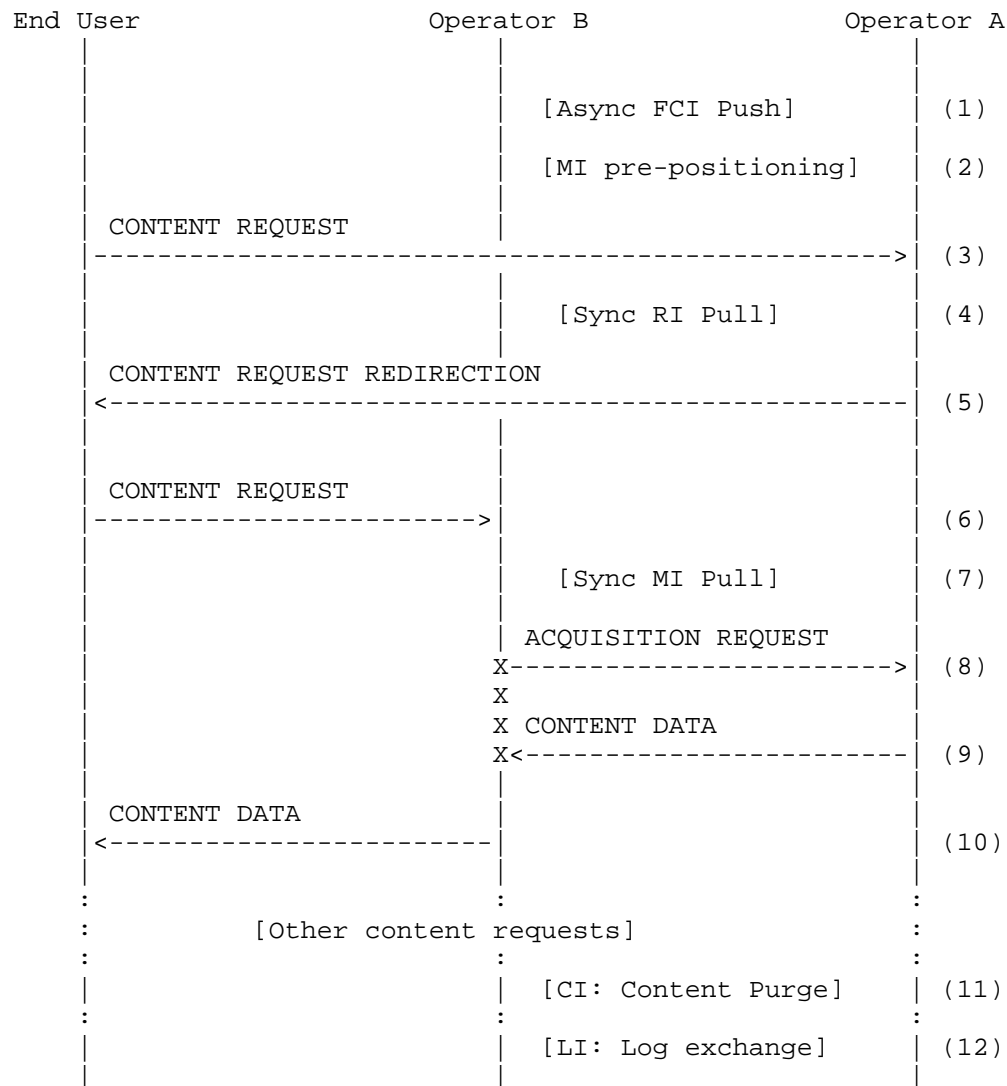 End User Operator B Operator A
[Async FCI Push] (1)
[MI pre-positioning] (2)
CONTENT REQUEST
(3)
[Sync RI Pull] (4)
CONTENT REQUEST REDIRECTION
(5)
CONTENT REQUEST
(6)
[Sync MI Pull] (7)
ACQUISITION REQUEST
X (8)
X
X CONTENT DATA
X (9)
CONTENT DATA
(10)
[Other content requests]
[CI: Content Purge] (11)
[LI: Log exchange] (12)